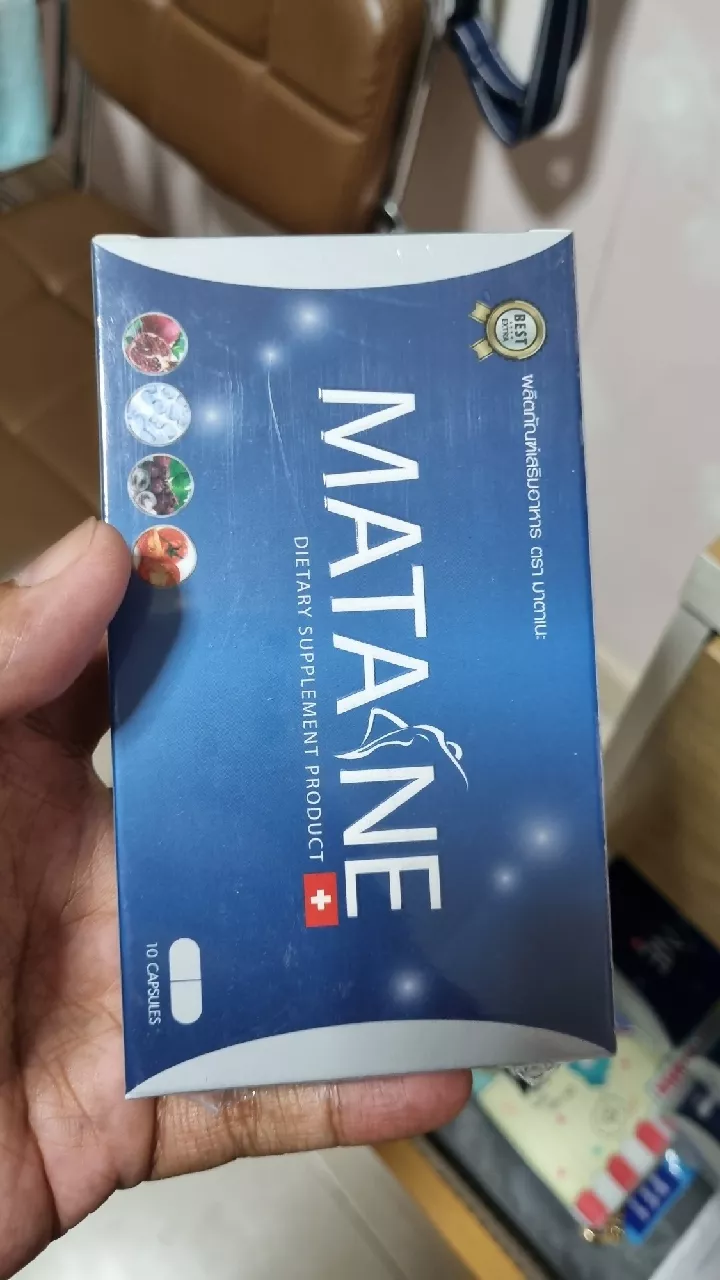 BEST
EXTRA
ผลิตภัณฑ์เสริมอาหาร ตรา มาตาเนะ
MATANE
DIETARY SUPPLEMENT PRODUCT
10 CAPSULES